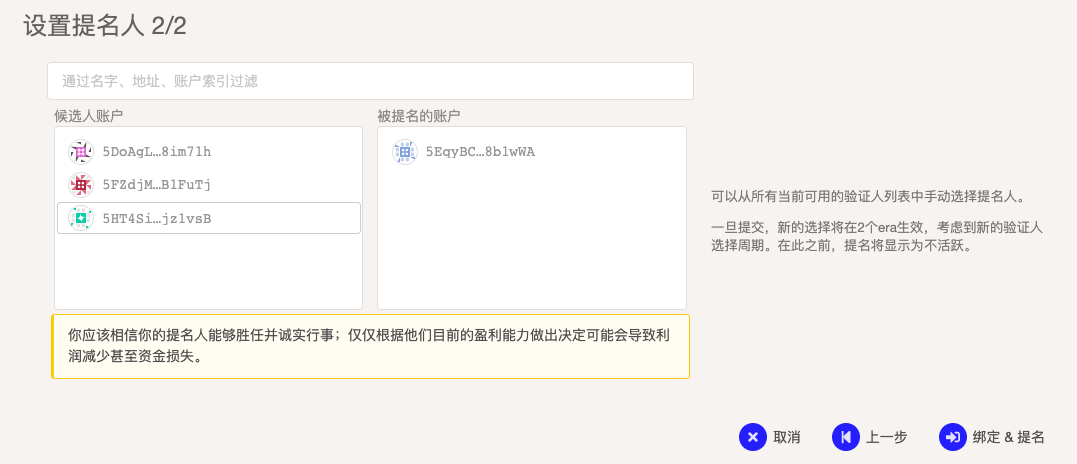 设置提名人 2/2
通过名字、地址、账户索引过滤
候选人账户
被提名的账户
5DoAgL…8im7lh
5FZdjM…B1FuTj
5HT4Si…jz1vsB
5EqyBC…8blwWA
可以从所有当前可用的验证人列表中手动选择提名人。
一旦提交，新的选择将在2个era生效，考虑到新的验证人
选择周期。在此之前，提名将显示为不活跃。
你应该相信你的提名人能够胜任并诚实行事；仅仅根据他们目前的盈利能力做出决定可能会导致利
润减少甚至资金损失。
取消
上一步
绑定 & 提名